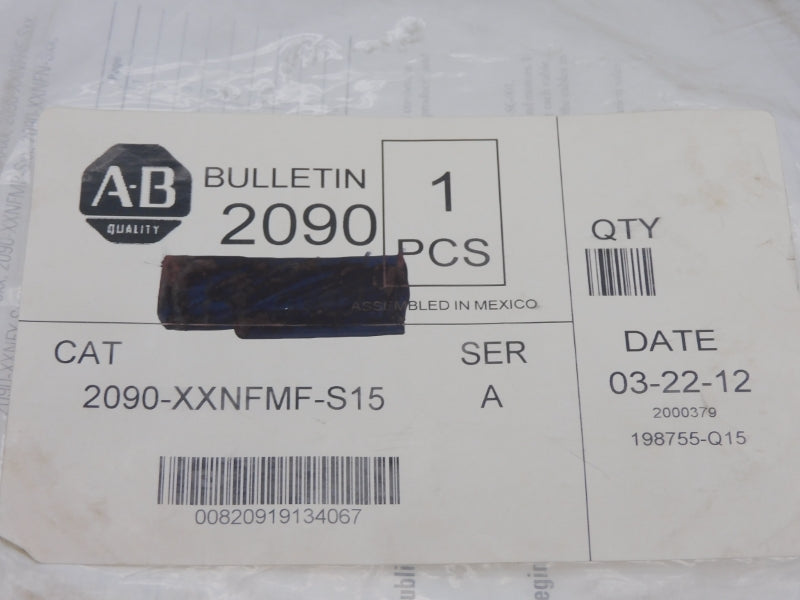 A-B
QUALITY
BULLETIN
2090
1
PCS
ASSEMBLED IN MEXICO
QTY
CAT
2090-XXNFMF-S15
SER
A
DATE
03-22-12
2000379
198755-Q15
00820919134067